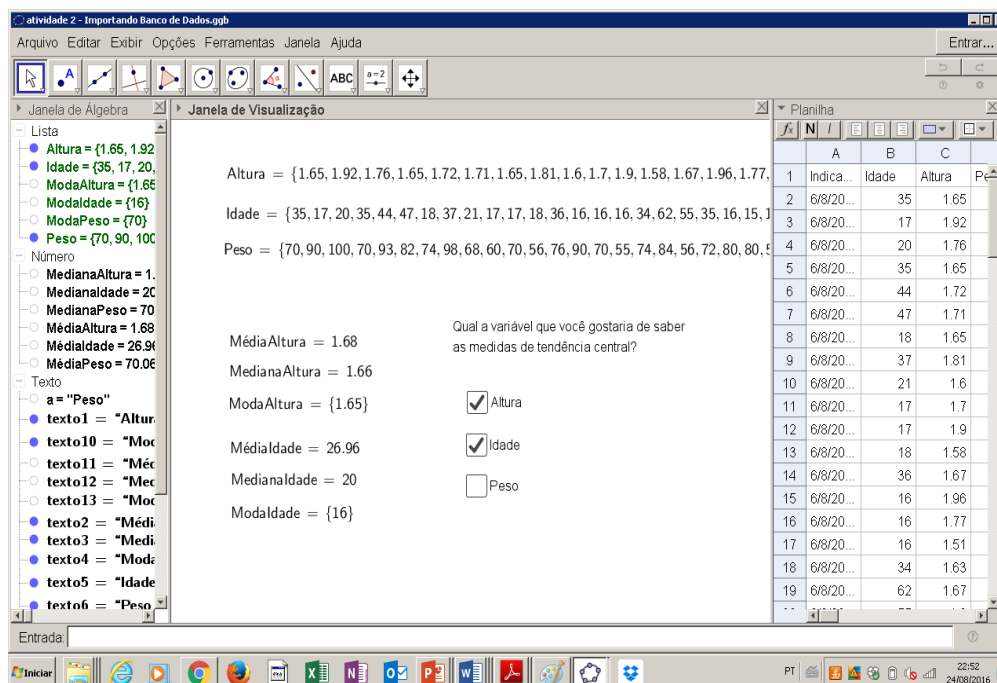 atividade 2 - Importando Banco de Dados.ggb
Arquivo Editar Exibir Opções Ferramentas Janela Ajuda
Entrar...
ABC a=2
Janela de Álgebra
Lista
Altura = {1.65, 1.92
Idade = {35, 17, 20,
ModaAltura = {1.65
ModaIdade = {16}
ModaPeso = {70}
Peso = {70, 90, 100
Número
MedianaAltura = 1.
MedianaIdade = 20
MedianaPeso = 70
MédiaAltura = 1.68
MédiaIdade = 26.96
MédiaPeso = 70.06
Texto
a = "Peso"
texto1 = "Altur
texto10 = "Mod
texto11 = "Méd
texto12 = "Med
texto13 = "Mod
texto2 = "Médi
texto3 = "Medi
texto4 = "Moda
texto5 = "Idade
texto6 = "Peso
Janela de Visualização
Altura = {1.65, 1.92, 1.76, 1.65, 1.72, 1.71, 1.65, 1.81, 1.6, 1.7, 1.9, 1.58, 1.67, 1.96, 1.77,
Idade = {35, 17, 20, 35, 44, 47, 18, 37, 21, 17, 17, 18, 36, 16, 16, 16, 34, 62, 55, 35, 16, 15, 1
Peso = {70, 90, 100, 70, 93, 82, 74, 98, 68, 60, 70, 56, 76, 90, 70, 55, 74, 84, 56, 72, 80, 80, 5
MédiaAltura = 1.68
MedianaAltura = 1.66
ModaAltura = {1.65}
MédiaIdade = 26.96
MedianaIdade = 20
ModaIdade = {16}
Qual a variável que você gostaria de saber
as medidas de tendência central?
Altura
Idade
Peso
Planilha
fx N I
A B C
1 Indica... Idade Altura Pe
2 6/8/20... 35 1.65
3 6/8/20... 17 1.92
4 6/8/20... 20 1.76
5 6/8/20... 35 1.65
6 6/8/20... 44 1.72
7 6/8/20... 47 1.71
8 6/8/20... 18 1.65
9 6/8/20... 37 1.81
10 6/8/20... 21 1.6
11 6/8/20... 17 1.7
12 6/8/20... 17 1.9
13 6/8/20... 18 1.58
14 6/8/20... 36 1.67
15 6/8/20... 16 1.96
16 6/8/20... 16 1.77
17 6/8/20... 16 1.51
18 6/8/20... 34 1.63
19 6/8/20... 62 1.67
Entrada:
Iniciar
PT
22:52
24/08/2016